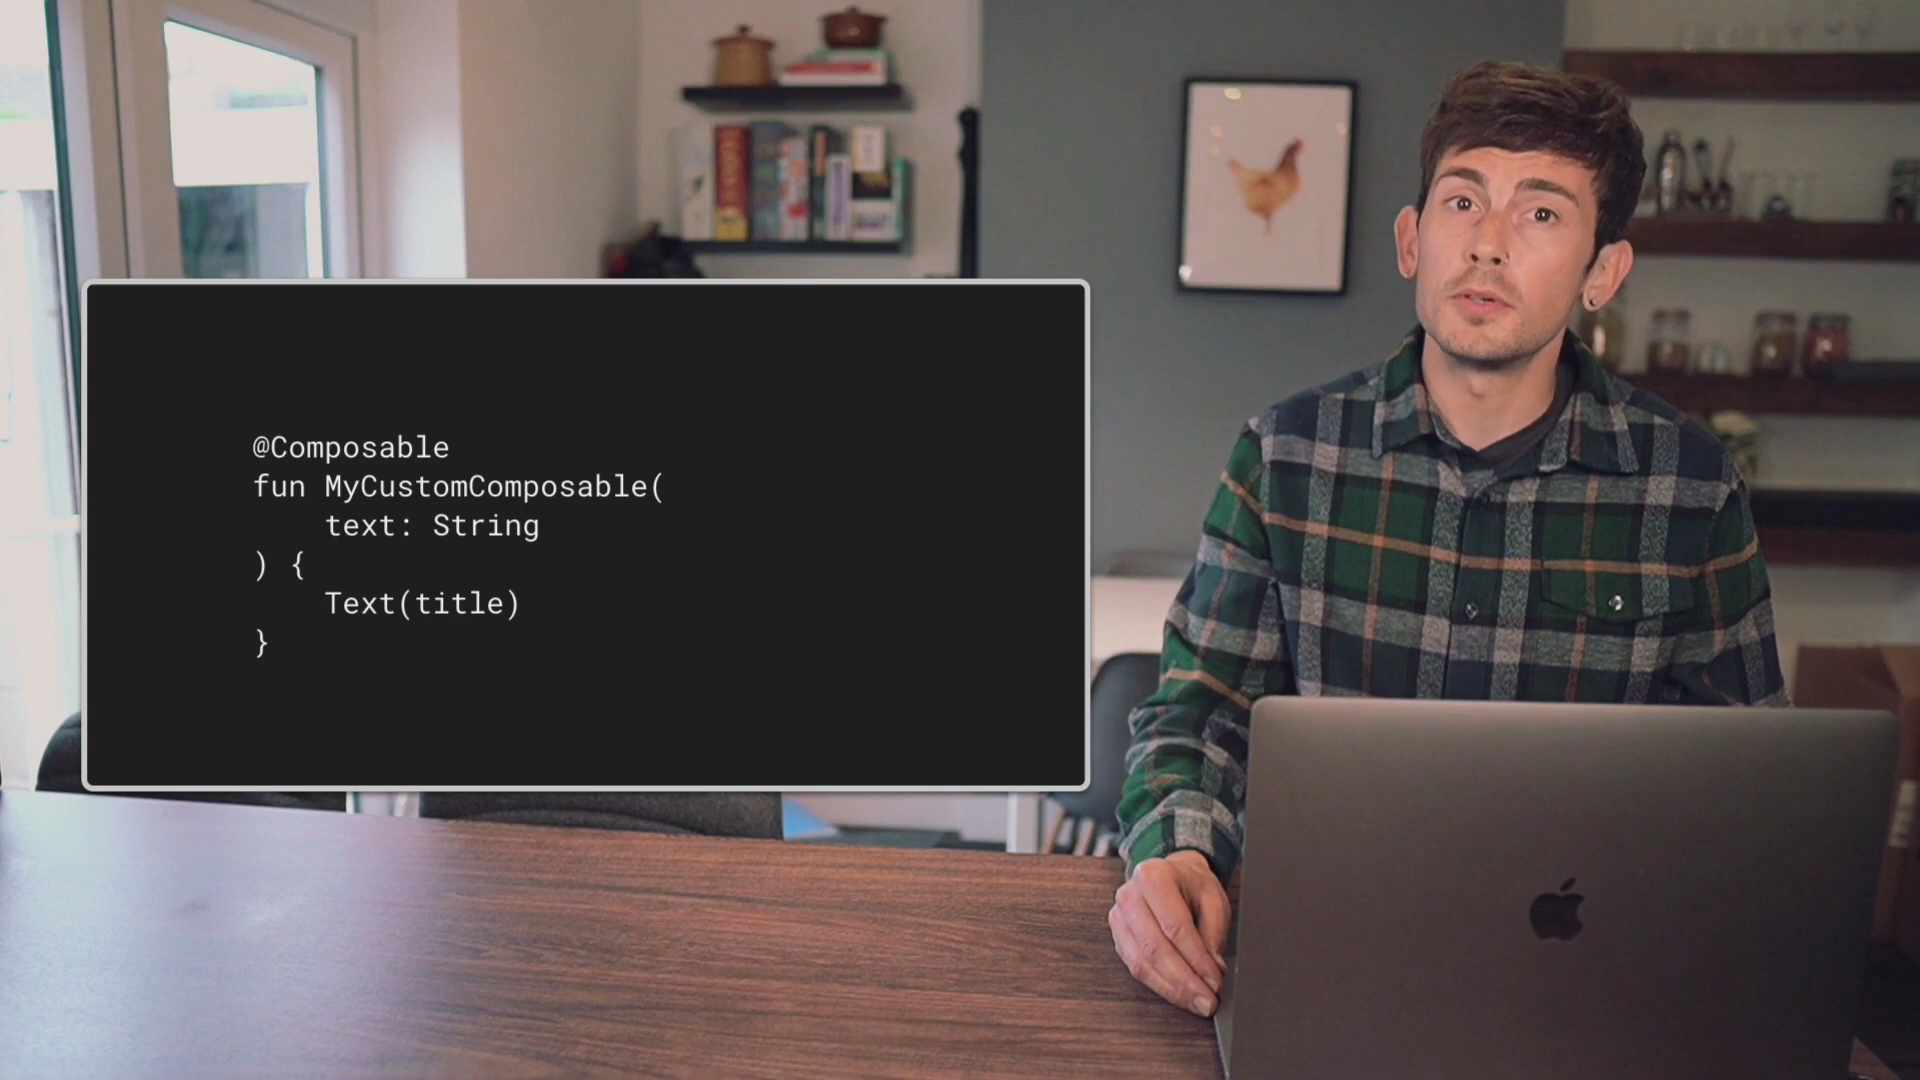 @Composable
fun MyCustomComposable(
    text: String
) {
    Text(title)
}